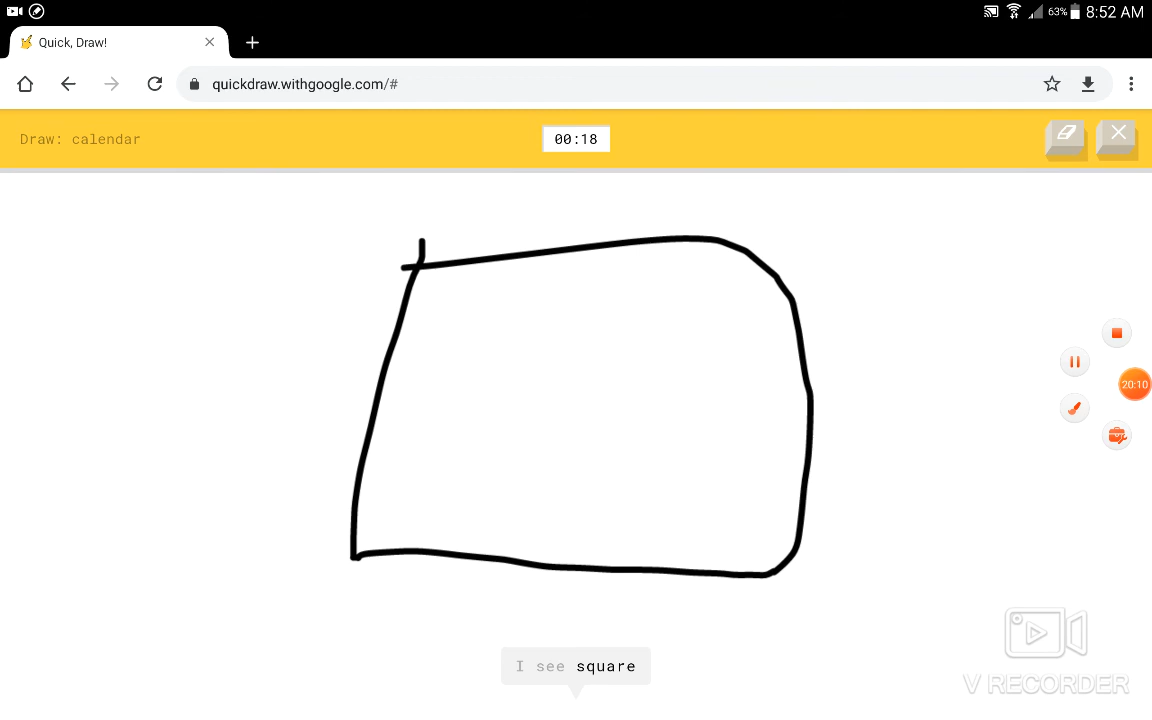 63% 8:52 AM
Quick, Draw!
quickdraw.withgoogle.com/#
Draw: calendar
00:18
20:10
I see square
V RECORDER